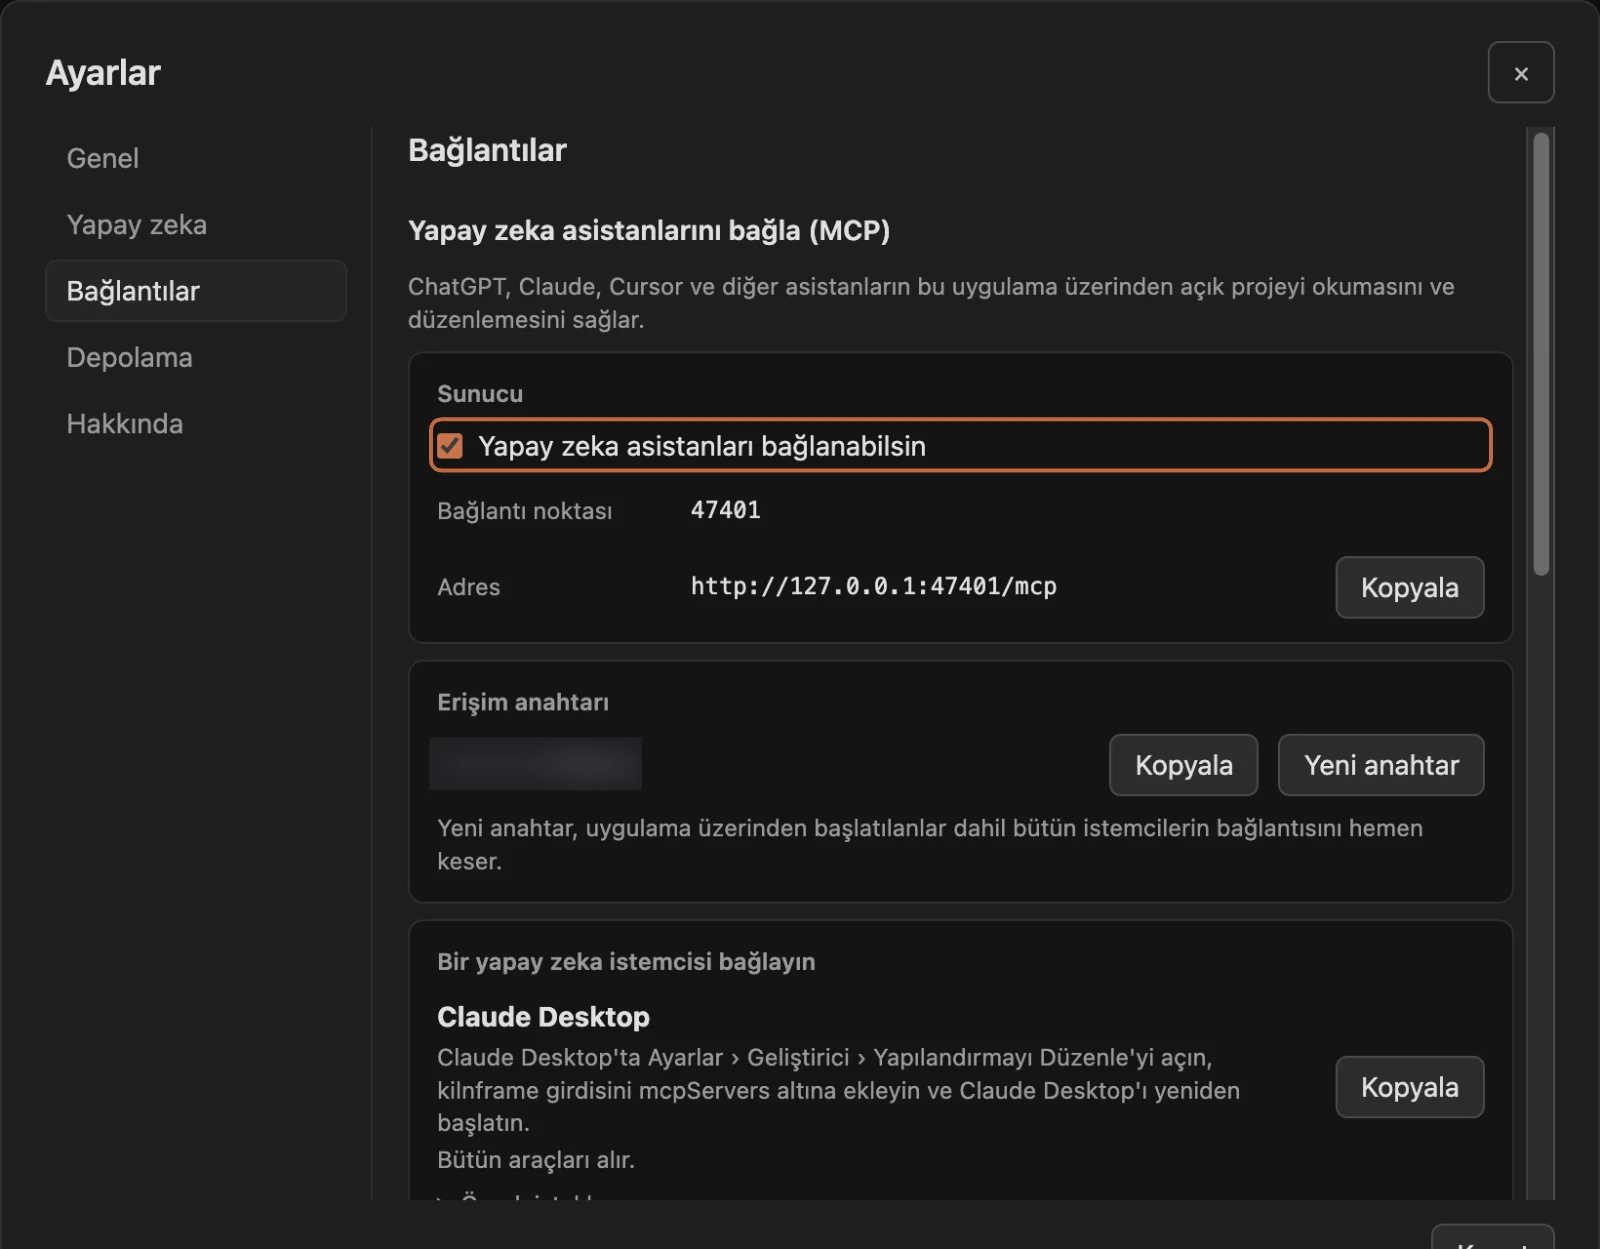 Ayarlar
×
Genel
Yapay zeka
Bağlantılar
Depolama
Hakkında
Bağlantılar
Yapay zeka asistanlarını bağla (MCP)
ChatGPT, Claude, Cursor ve diğer asistanların bu uygulama üzerinden açık projeyi okumasını ve
düzenlemesini sağlar.
Sunucu
Yapay zeka asistanları bağlanabilsin
Bağlantı noktası 47401
Adres http://127.0.0.1:47401/mcp Kopyala
Erişim anahtarı
Kopyala Yeni anahtar
Yeni anahtar, uygulama üzerinden başlatılanlar dahil bütün istemcilerin bağlantısını hemen
keser.
Bir yapay zeka istemcisi bağlayın
Claude Desktop
Claude Desktop'ta Ayarlar › Geliştirici › Yapılandırmayı Düzenle'yi açın,
kilnframe girdisini mcpServers altına ekleyin ve Claude Desktop'ı yeniden
başlatın.
Kopyala
Bütün araçları alır.